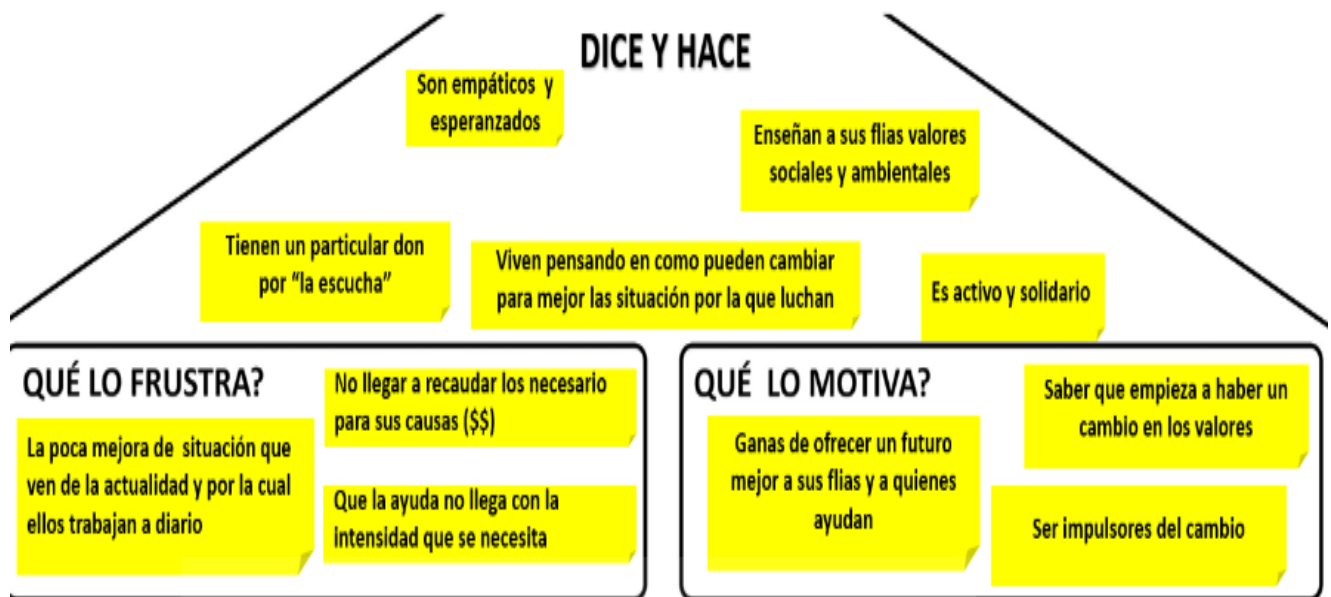 DICE Y HACE
Son empáticos y
esperanzados
Enseñan a sus flias valores
sociales y ambientales
Tienen un particular don
por “la escucha”
Viven pensando en como pueden cambiar
para mejor las situación por la que luchan
Es activo y solidario
QUÉ LO FRUSTRA?
No llegar a recaudar los necesario
para sus causas ($$)
La poca mejora de situación que
ven de la actualidad y por la cual
ellos trabajan a diario
Que la ayuda no llega con la
intensidad que se necesita
QUÉ LO MOTIVA?
Saber que empieza a haber un
cambio en los valores
Ganas de ofrecer un futuro
mejor a sus flias y a quienes
ayudan
Ser impulsores del cambio